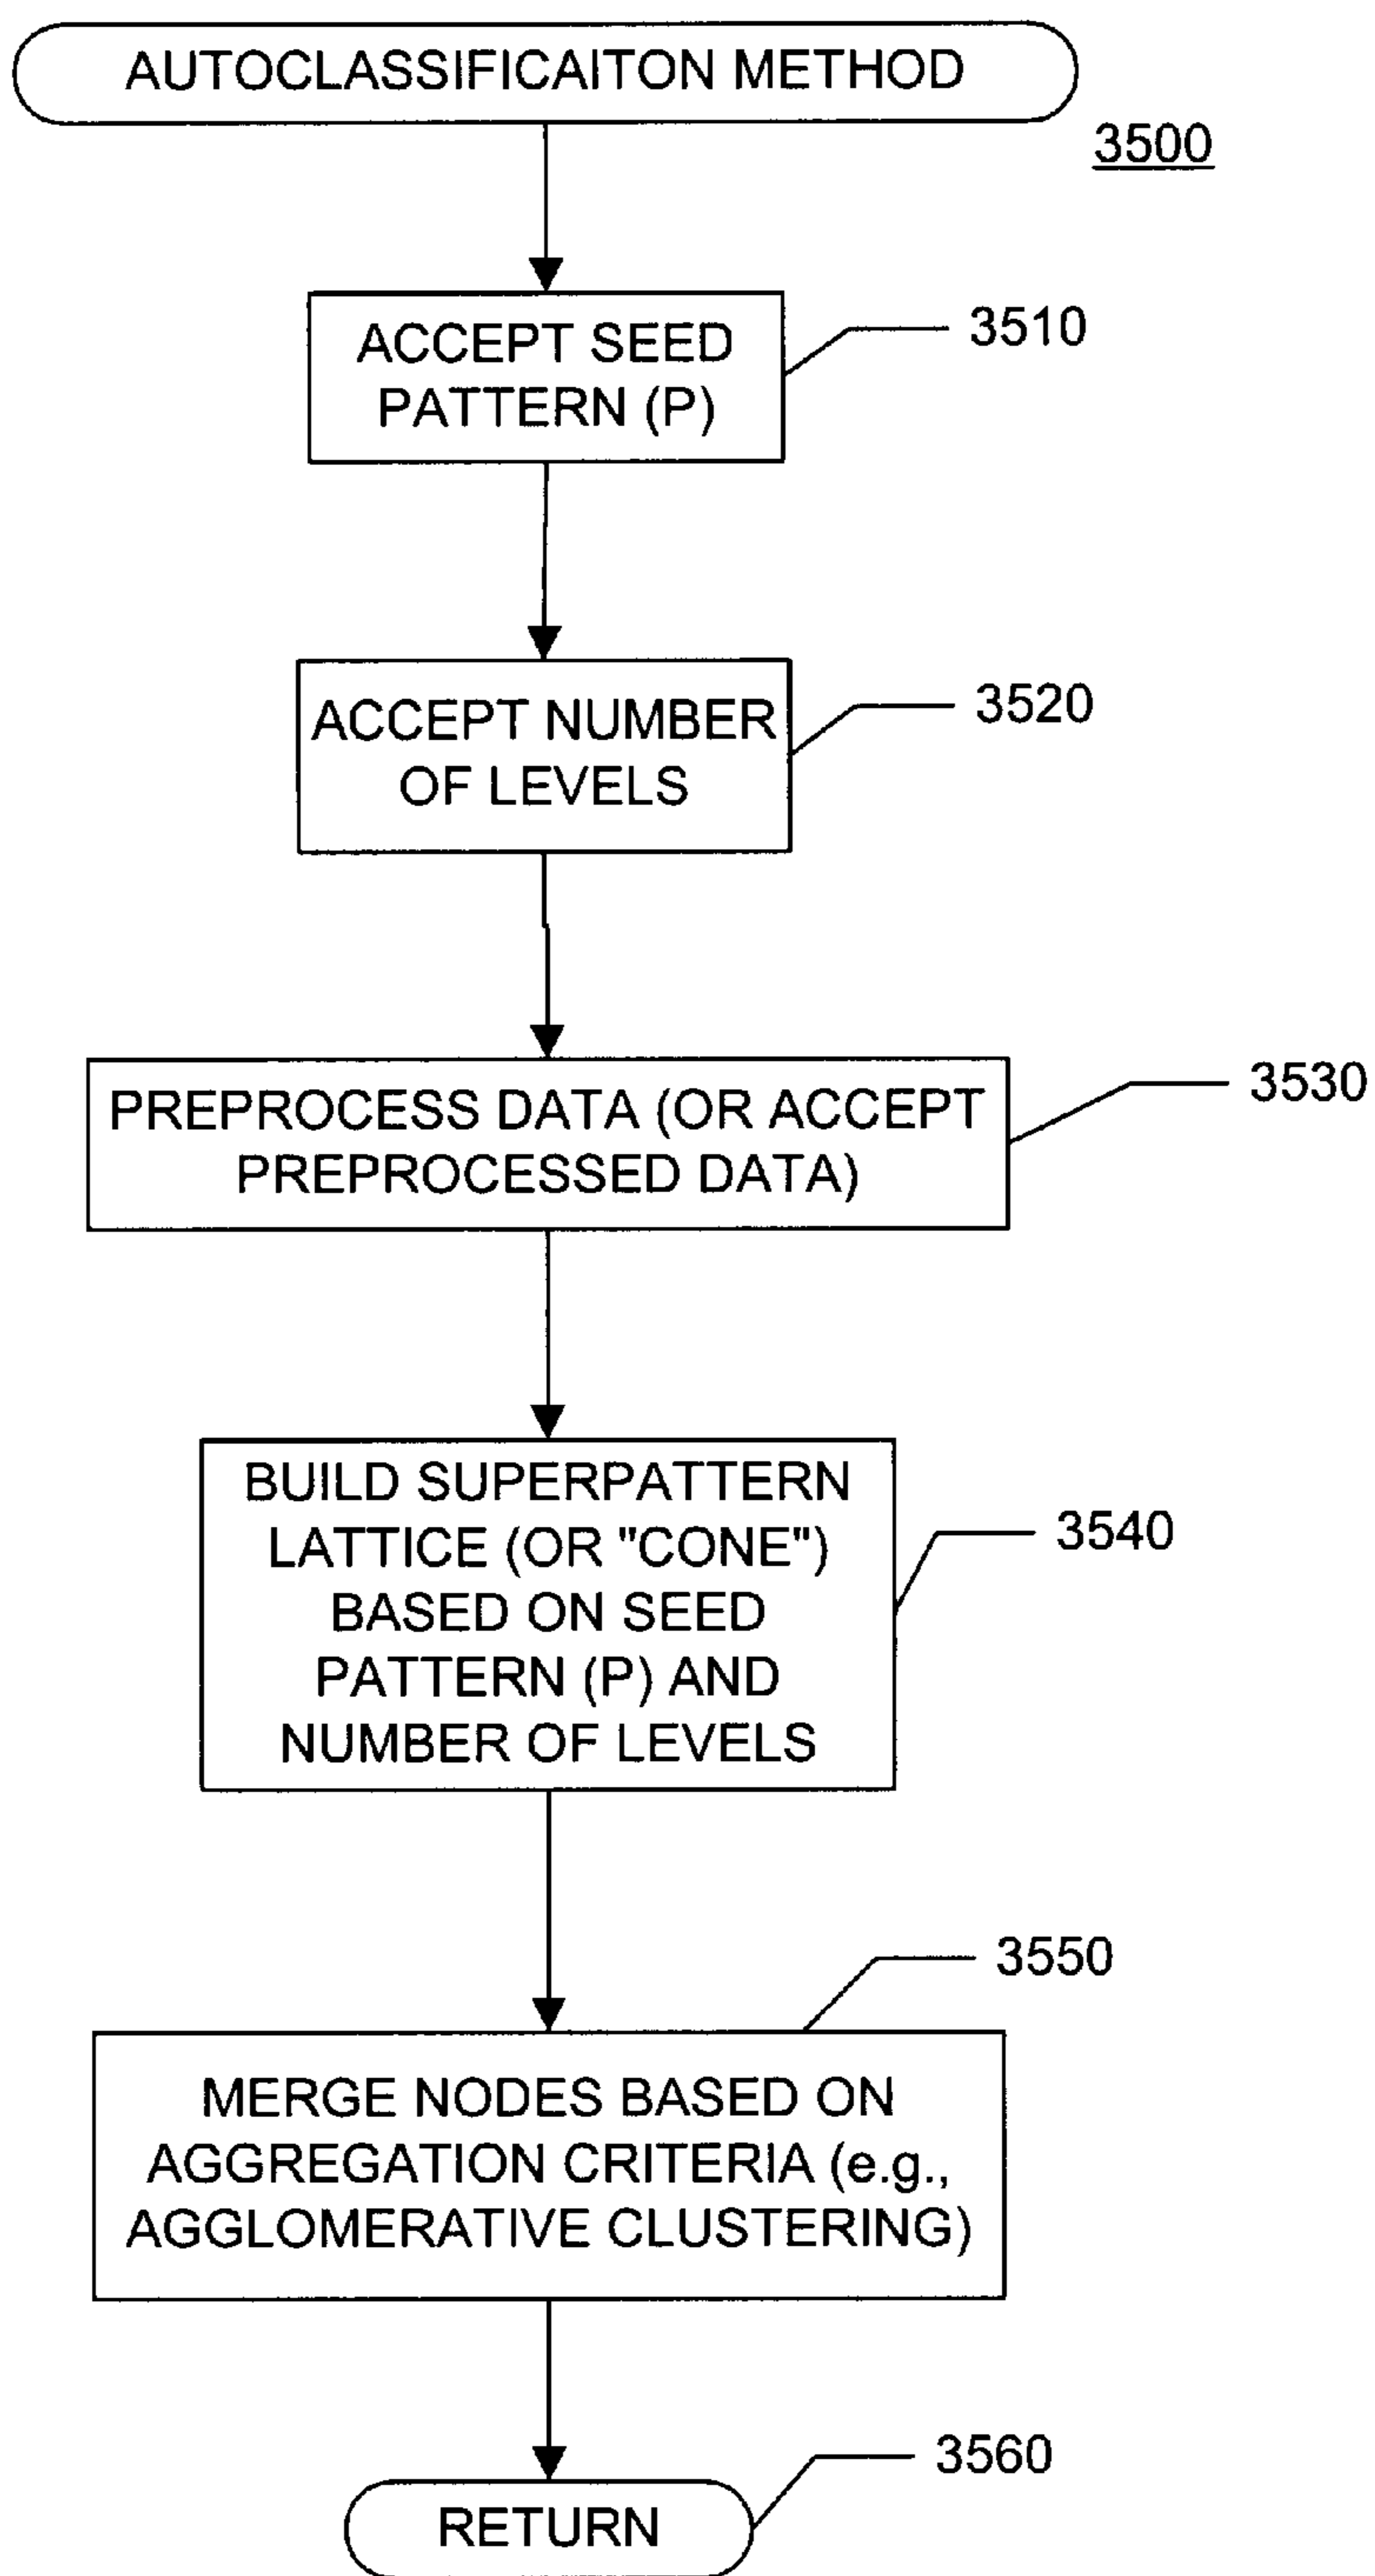 AUTOCLASSIFICAITON METHOD
3500
ACCEPT SEED
PATTERN (P)
3510
ACCEPT NUMBER
OF LEVELS
3520
PREPROCESS DATA (OR ACCEPT
PREPROCESSED DATA)
3530
BUILD SUPERPATTERN
LATTICE (OR "CONE")
BASED ON SEED
PATTERN (P) AND
NUMBER OF LEVELS
3540
3550
MERGE NODES BASED ON
AGGREGATION CRITERIA (e.g.,
AGGLOMERATIVE CLUSTERING)
3560
RETURN